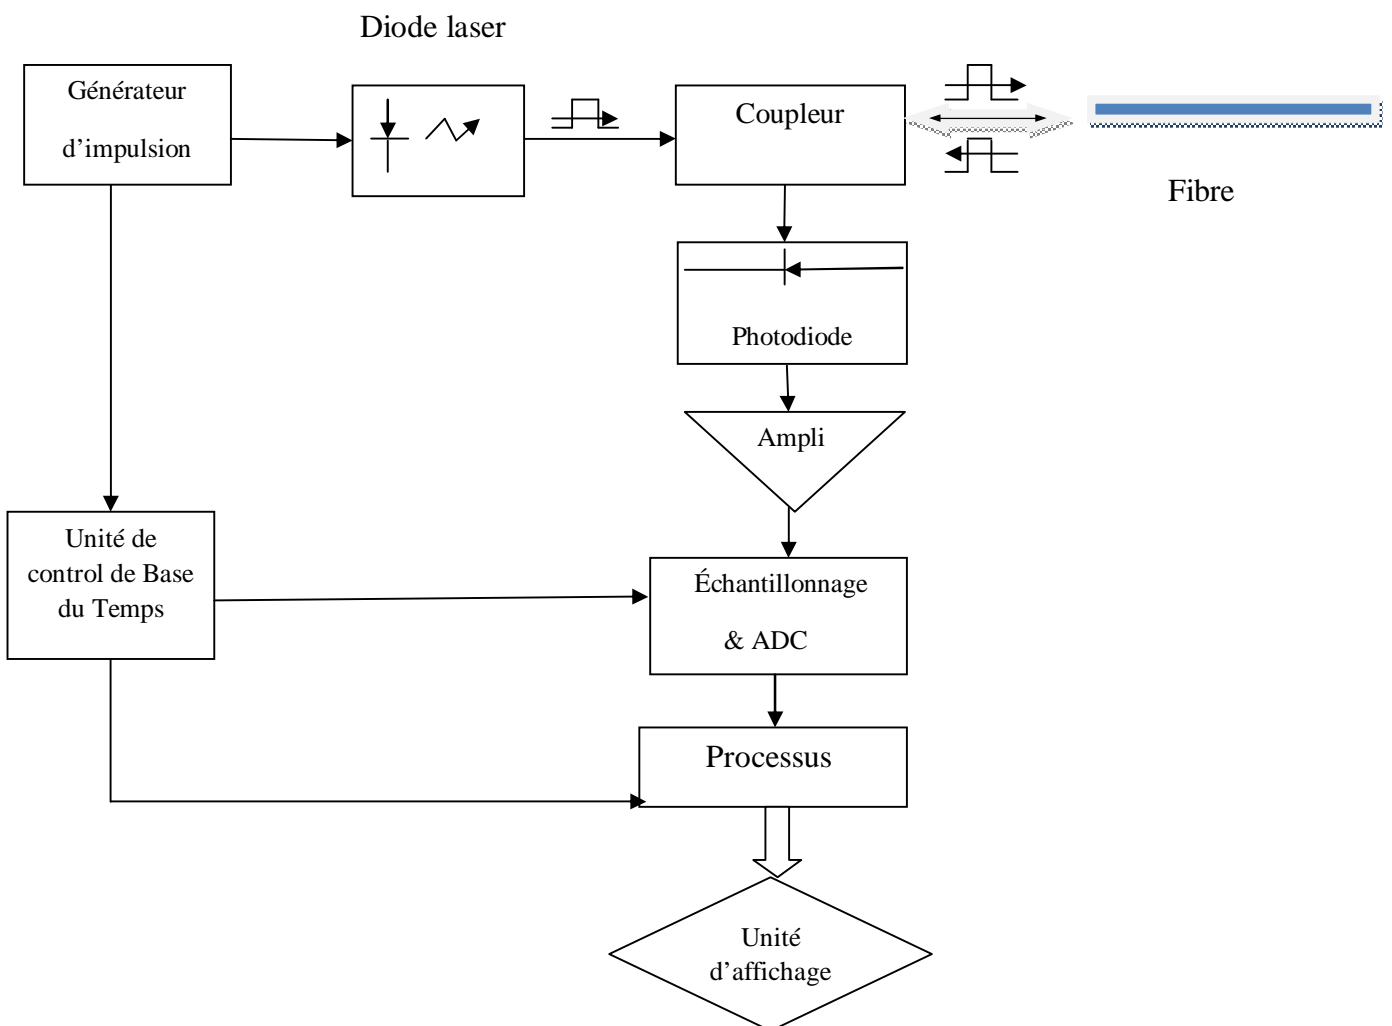 Diode laser
Générateur
d’impulsion
Coupleur
Fibre
Photodiode
Ampli
Unité de
control de Base
du Temps
Échantillonnage
& ADC
Processus
Unité
d’affichage